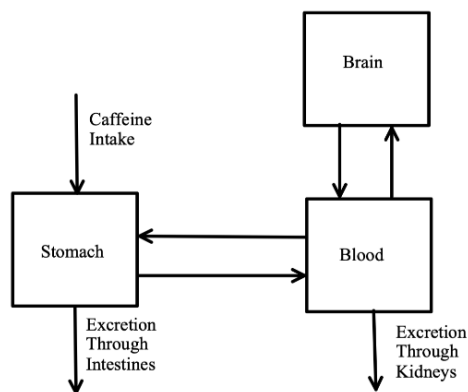 Brain
Caffeine
Intake
Stomach
Blood
Excretion
Through
Intestines
Excretion
Through
Kidneys